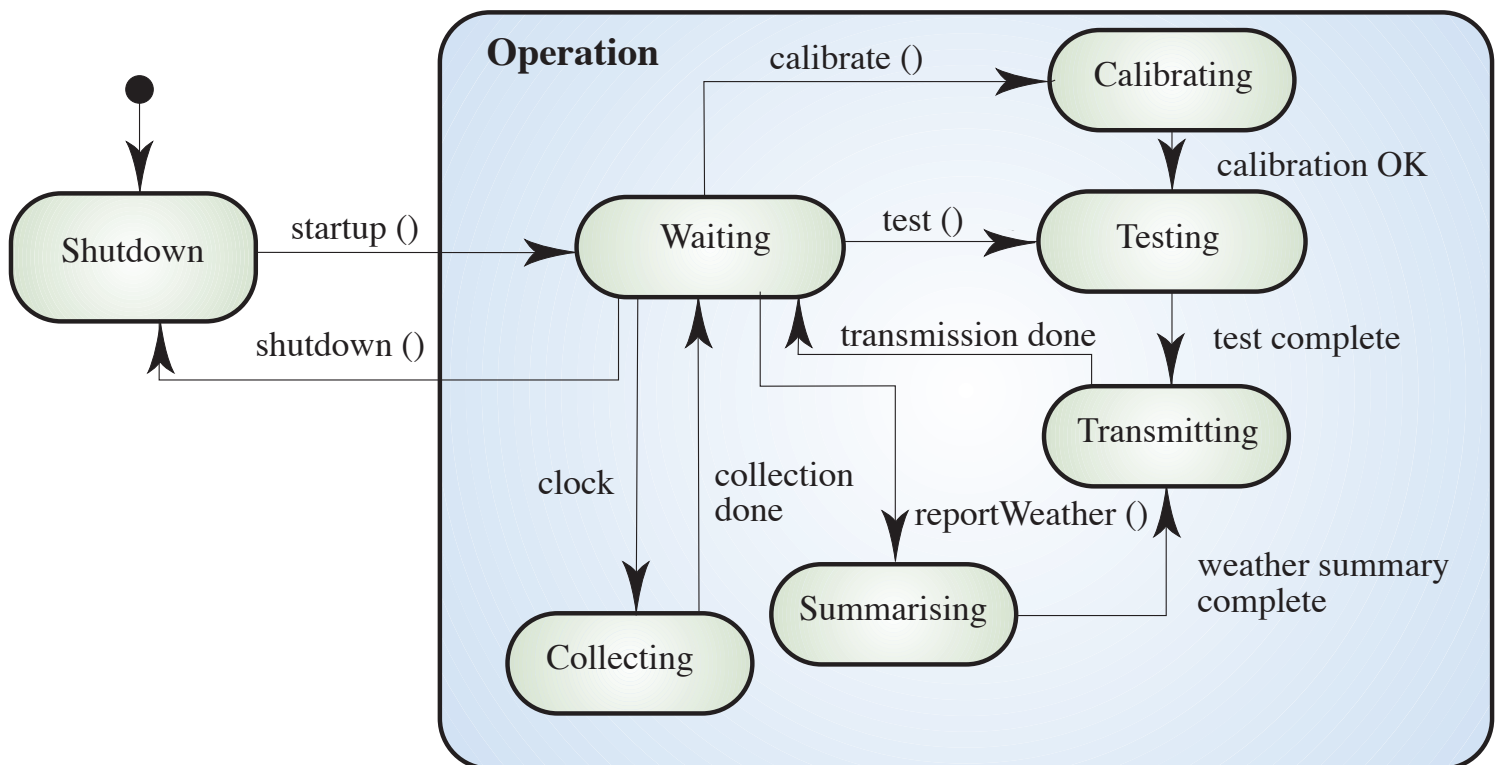 Operation
calibrate ()
Calibrating
calibration OK
startup ()
Shutdown
Waiting
test ()
Testing
shutdown ()
transmission done
test complete
Transmitting
clock
collection
done
reportWeather ()
weather summary
complete
Summarising
Collecting